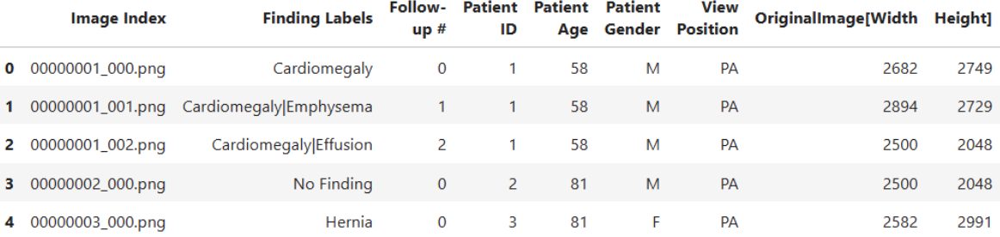 Image Index Finding Labels Follow-up # Patient ID Patient Age Patient Gender View Position OriginalImage[Width Height]
0 00000001_000.png Cardiomegaly 0 1 58 M PA 2682 2749
1 00000001_001.png Cardiomegaly|Emphysema 1 1 58 M PA 2894 2729
2 00000001_002.png Cardiomegaly|Effusion 2 1 58 M PA 2500 2048
3 00000002_000.png No Finding 0 2 81 M PA 2500 2048
4 00000003_000.png Hernia 0 3 81 F PA 2582 2991